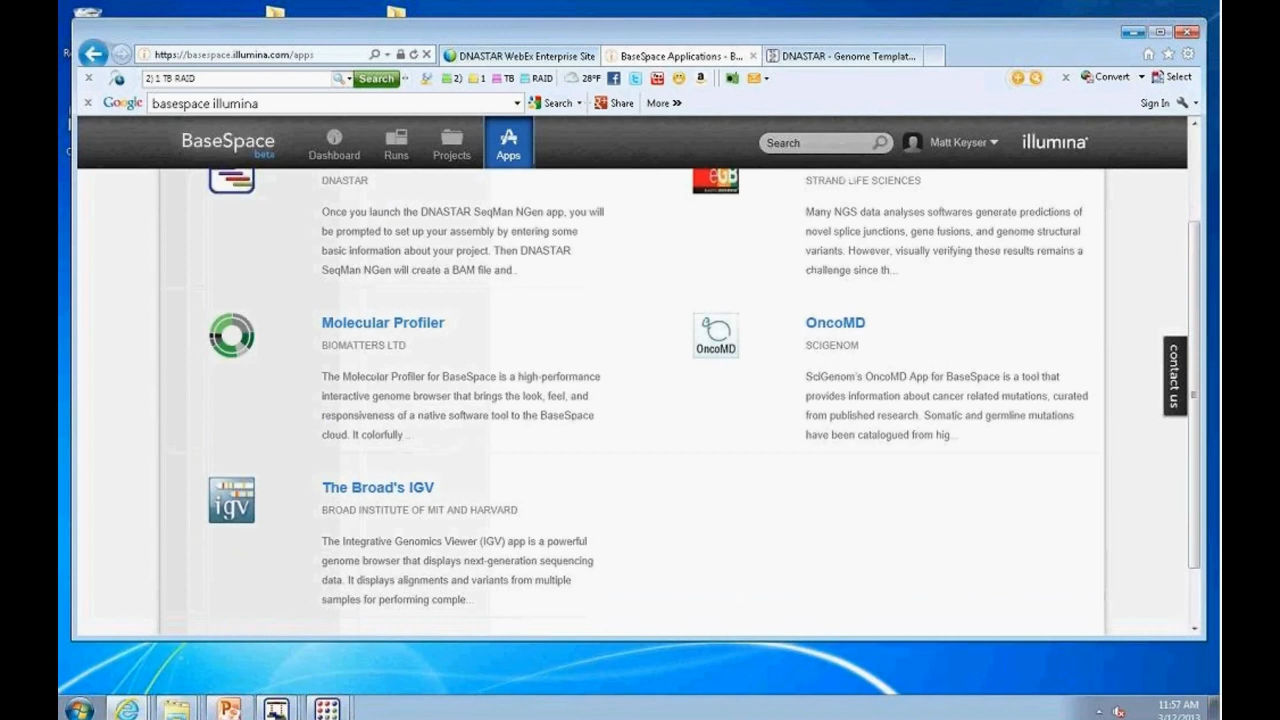 https://basespace.illumina.com/apps
DNASTAR WebEx Enterprise Site
BaseSpace Applications - B...
DNASTAR - Genome Templat...
2) 1 TB RAID
Search
2)
1
TB
RAID
28°F
Convert
Select
Google
basespace illumina
Search
Share
More »
Sign In
BaseSpace
beta
Dashboard
Runs
Projects
Apps
Search
Matt Keyser
illumina
DNASTAR
Once you launch the DNASTAR SeqMan NGen app, you will
be prompted to set up your assembly by entering some
basic information about your project. Then DNASTAR
SeqMan NGen will create a BAM file and..
eGB
STRAND LIFE SCIENCES
Many NGS data analyses softwares generate predictions of
novel splice junctions, gene fusions, and genome structural
variants. However, visually verifying these results remains a
challenge since th...
Molecular Profiler
BIOMATTERS LTD
The Molecular Profiler for BaseSpace is a high-performance
interactive genome browser that brings the look, feel, and
responsiveness of a native software tool to the BaseSpace
cloud. It colorfully...
OncoMD
OncoMD
SCIGENOM
SciGenom's OncoMD App for BaseSpace is a tool that
provides information about cancer related mutations, curated
from published research. Somatic and germline mutations
have been catalogued from hig...
contact us
igv
The Broad's IGV
BROAD INSTITUTE OF MIT AND HARVARD
The Integrative Genomics Viewer (IGV) app is a powerful
genome browser that displays next-generation sequencing
data. It displays alignments and variants from multiple
samples for performing comple...
11:57 AM
3/12/2013